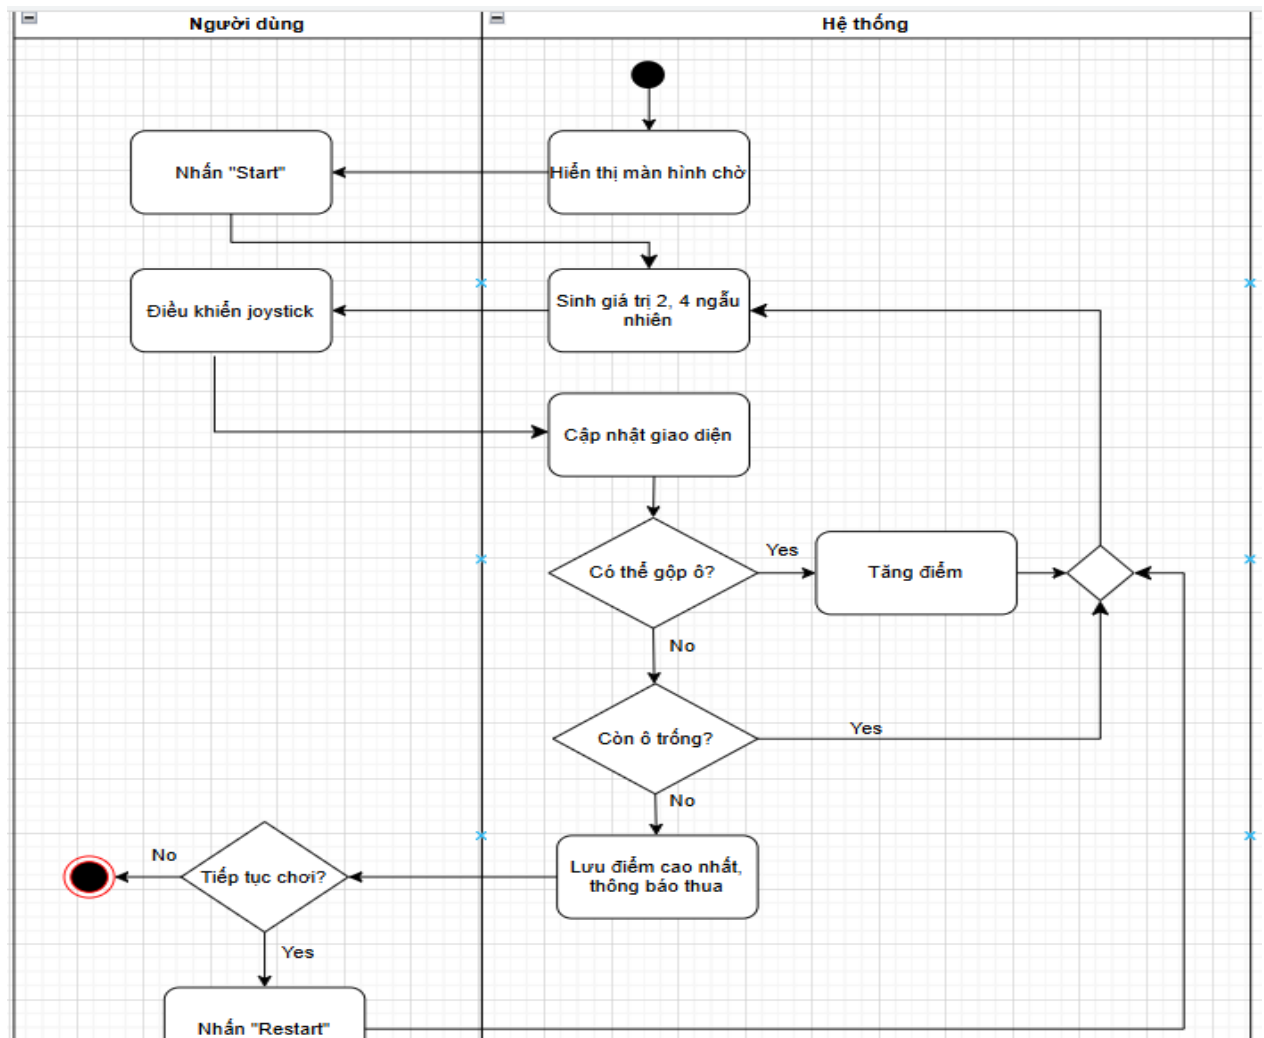 Người dùng
Hệ thống
Nhấn "Start"
Hiển thị màn hình chờ
Điều khiển joystick
Sinh giá trị 2, 4 ngẫu
nhiên
Cập nhật giao diện
Có thể gộp ô?
Yes
Tăng điểm
No
Còn ô trống?
Yes
No
Lưu điểm cao nhất,
thông báo thua
Tiếp tục chơi?
No
Yes
Nhấn "Restart"